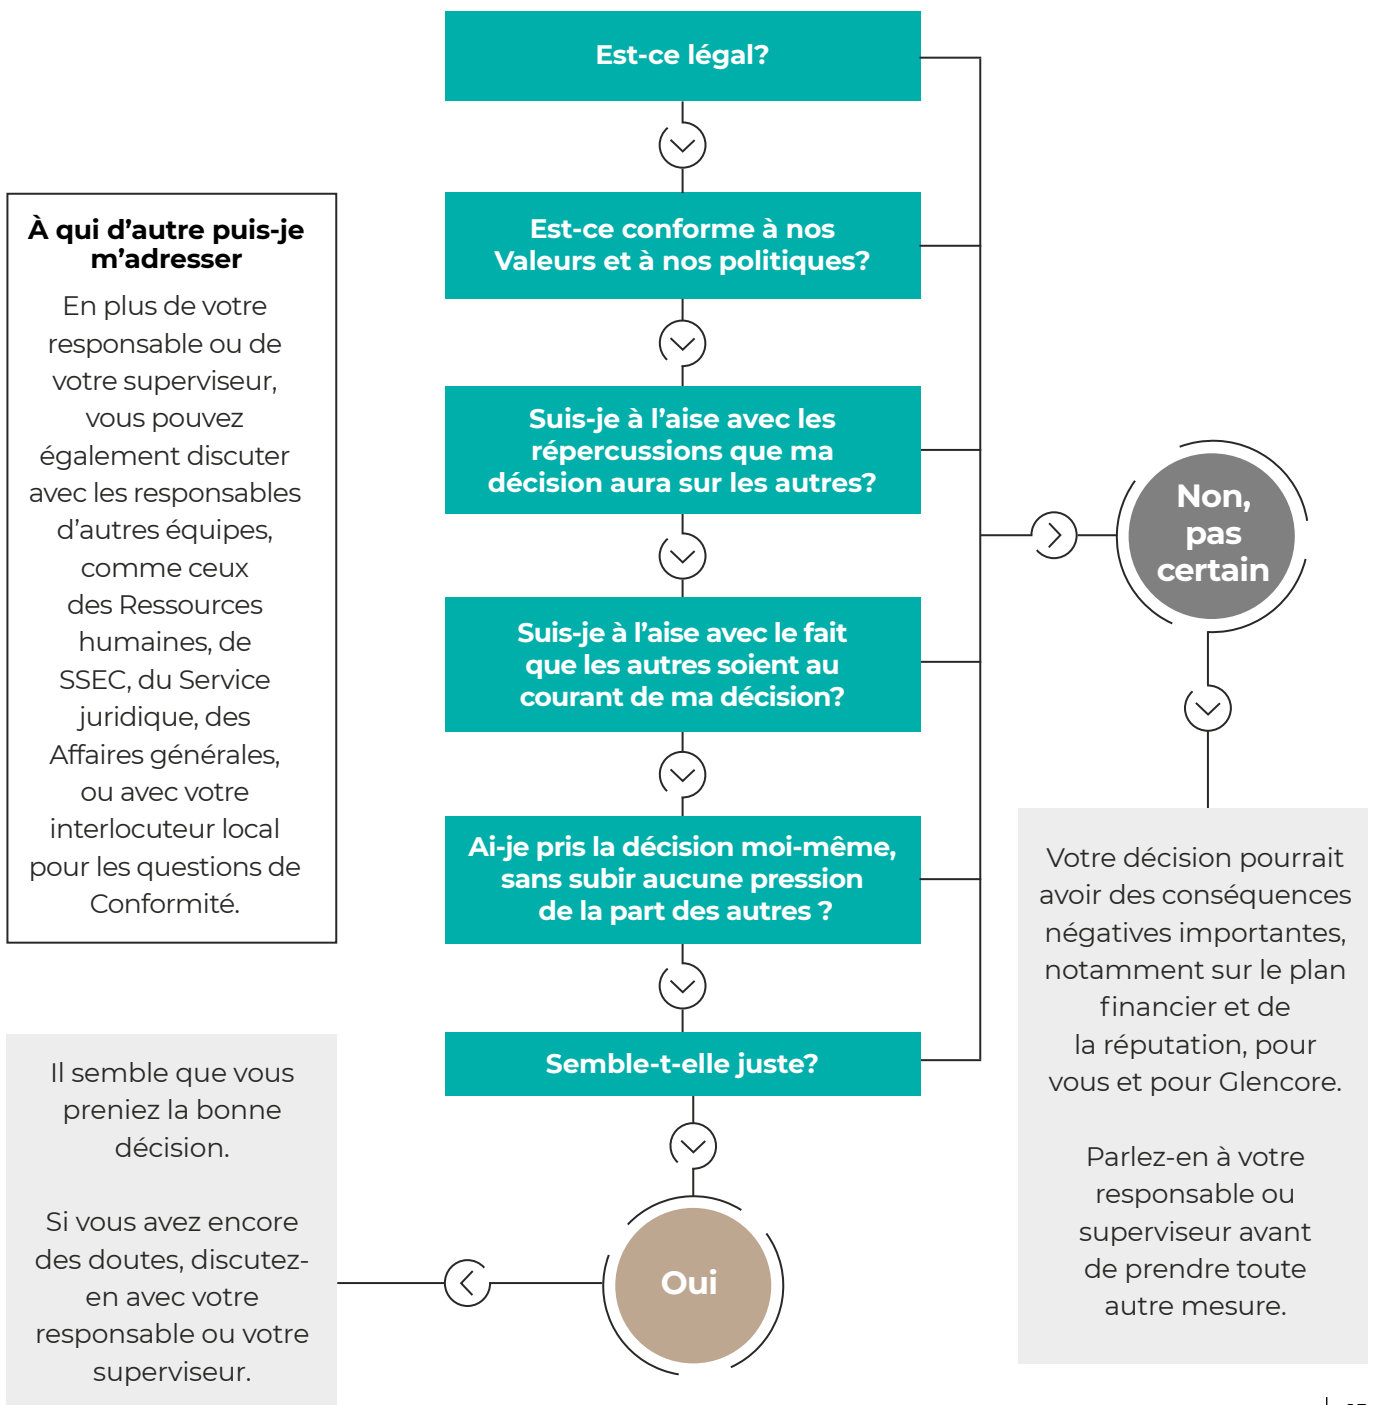 Est-ce légal?
Est-ce conforme à nos
Valeurs et à nos politiques?
Suis-je à l’aise avec les
répercussions que ma
décision aura sur les autres?
Suis-je à l’aise avec le fait
que les autres soient au
courant de ma décision?
Ai-je pris la décision moi-même,
sans subir aucune pression
de la part des autres ?
Semble-t-elle juste?
Oui
Non,
pas
certain
À qui d’autre puis-je
m’adresser
En plus de votre
responsable ou de
votre superviseur,
vous pouvez
également discuter
avec les responsables
d’autres équipes,
comme ceux
des Ressources
humaines, de
SSEC, du Service
juridique, des
Affaires générales,
ou avec votre
interlocuteur local
pour les questions de
Conformité.
Il semble que vous
preniez la bonne
décision.
Si vous avez encore
des doutes, discutez-
en avec votre
responsable ou votre
superviseur.
Votre décision pourrait
avoir des conséquences
négatives importantes,
notamment sur le plan
financier et de
la réputation, pour
vous et pour Glencore.
Parlez-en à votre
responsable ou
superviseur avant
de prendre toute
autre mesure.